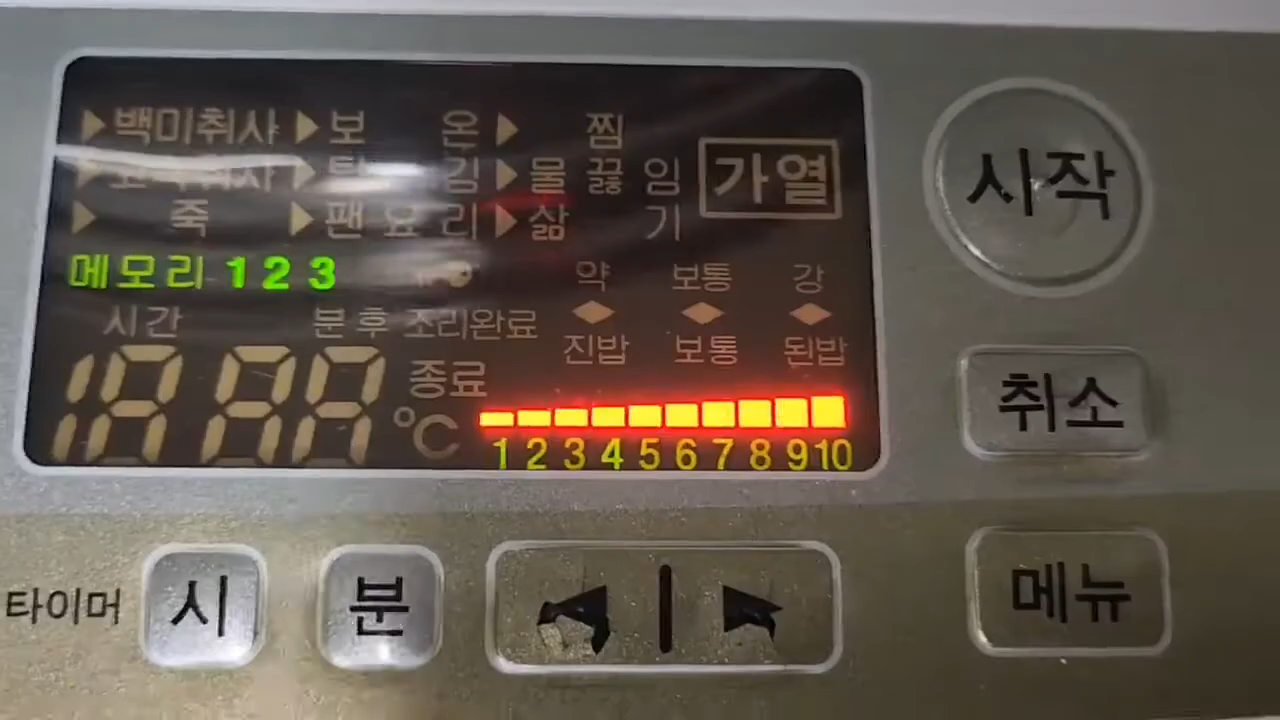 백미취사 보 온 찜
탕 김 물 끓 임
죽 팬 요 리 삶 기
가열
메모리 1 2 3
약 보통 강
시간 분 후 조리완료
진밥 보통 된밥
종료
°C
1 2 3 4 5 6 7 8 9 10
시작
취소
타이머 시 분
메뉴